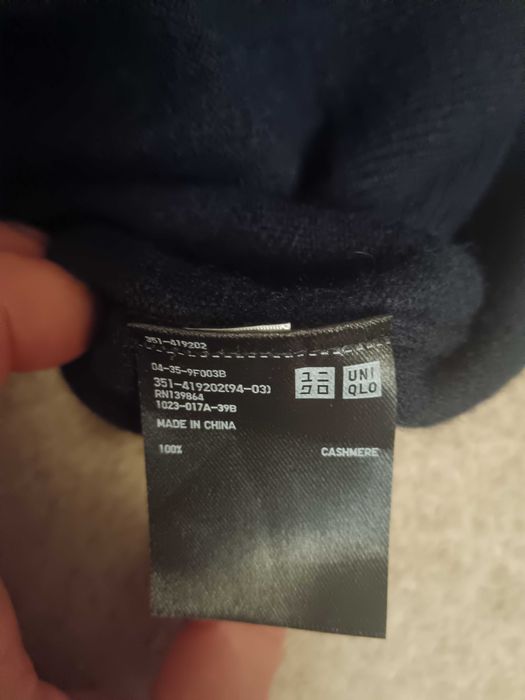 351-419202
04-35-9F003B
351-419202(94-03)
RN139864
1023-017A-39B
MADE IN CHINA
100% CASHMERE
ユニ
クロ
UNI
QLO